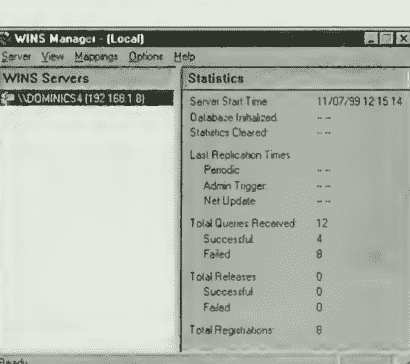 WINS Manager - (Local)
Server View Mappings Options Help
WINS Servers
\\DOMINICS4 (192.168.1.8)
Statistics
Server Start Time 11/07/99 12:15:14
Database Initialized: -- --
Statistics Cleared: -- --
Last Replication Times
Periodic -- --
Admin Trigger: -- --
Net Update -- --
Total Queries Received 12
Successful 4
Failed 8
Total Releases 0
Successful 0
Failed 0
Total Registrations: 8
Ready